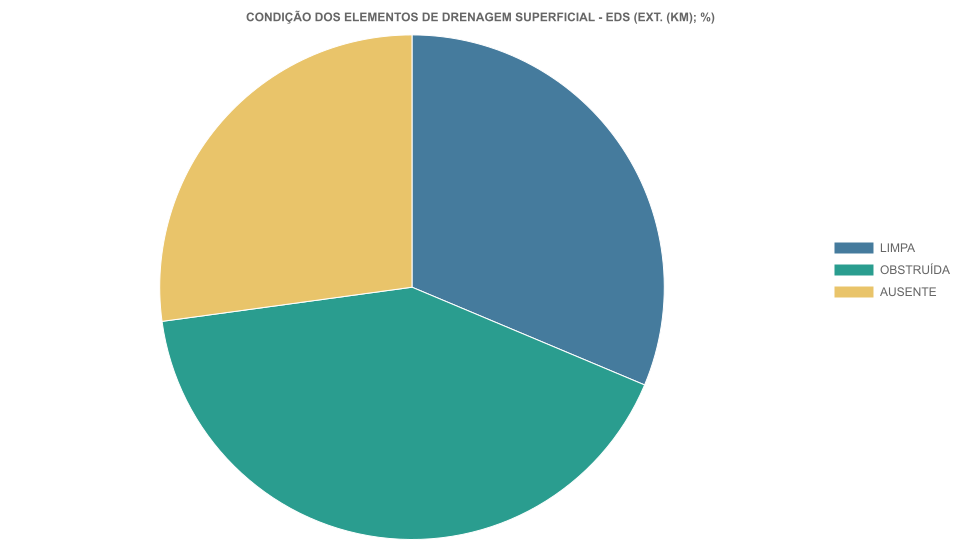 CONDIÇÃO DOS ELEMENTOS DE DRENAGEM SUPERFICIAL - EDS (EXT. (KM); %)
LIMPA
OBSTRUÍDA
AUSENTE